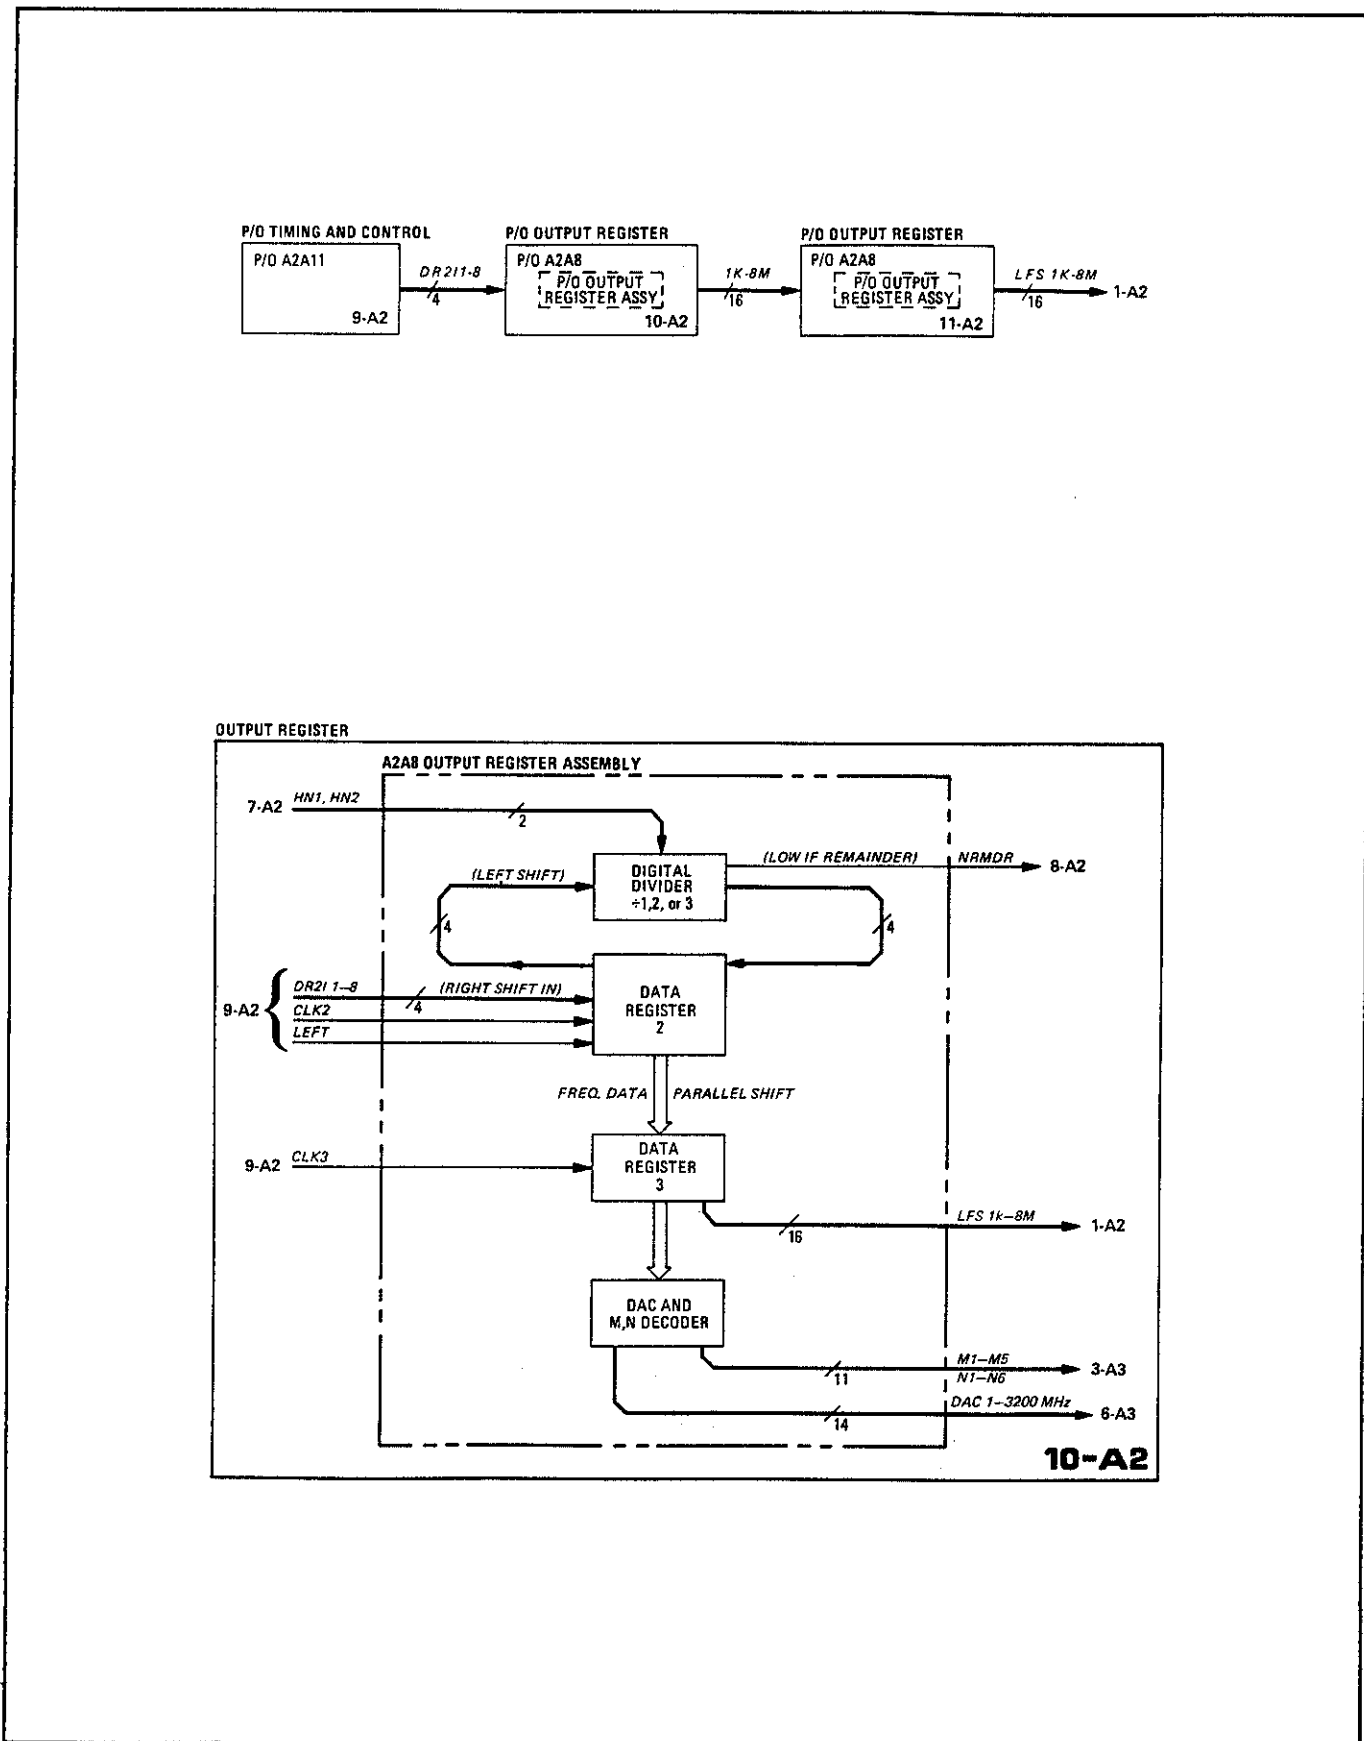 P/O TIMING AND CONTROL
P/O A2A11
9-A2
DR2I1-8
4
P/O OUTPUT REGISTER
P/O A2A8
P/O OUTPUT
REGISTER ASSY
10-A2
1K-8M
16
P/O OUTPUT REGISTER
P/O A2A8
P/O OUTPUT
REGISTER ASSY
11-A2
LFS 1K-8M
16
1-A2
OUTPUT REGISTER
A2A8 OUTPUT REGISTER ASSEMBLY
7-A2
HN1, HN2
2
(LEFT SHIFT)
4
DIGITAL
DIVIDER
÷1,2, or 3
(LOW IF REMAINDER)
NRMDR
8-A2
4
9-A2
DR2I 1–8
4
(RIGHT SHIFT IN)
CLK2
LEFT
DATA
REGISTER
2
FREQ. DATA
PARALLEL SHIFT
9-A2
CLK3
DATA
REGISTER
3
16
LFS 1k–8M
1-A2
DAC AND
M,N DECODER
11
M1–M5
N1–N6
3-A3
14
DAC 1–3200 MHz
6-A3
10-A2